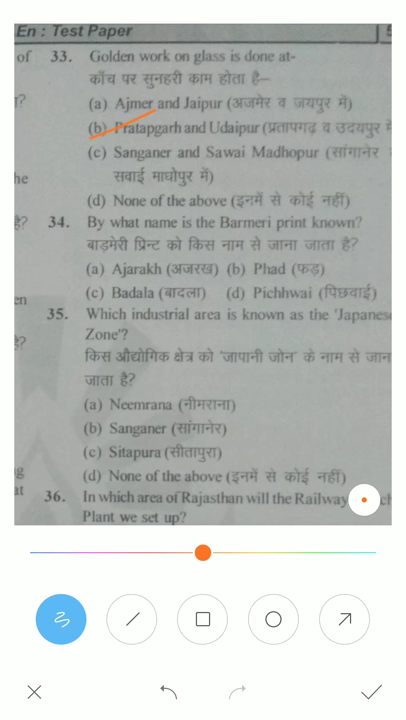 En : Test Paper
of 33. Golden work on glass is done at-
काँच पर सुनहरी काम होता है–
(a) Ajmer and Jaipur (अजमेर व जयपुर में)
(b) Pratapgarh and Udaipur (प्रतापगढ़ व उदयपुर में
(c) Sanganer and Sawai Madhopur (सांगानेर
he सवाई माधोपुर में)
(d) None of the above (इनमें से कोई नहीं)
है? 34. By what name is the Barmeri print known?
बाड़मेरी प्रिन्ट को किस नाम से जाना जाता है?
(a) Ajarakh (अजरख) (b) Phad (फड़)
en (c) Badala (बादला) (d) Pichhwai (पिछवाई)
35. Which industrial area is known as the 'Japanese
Zone'?
किस औद्योगिक क्षेत्र को 'जापानी जोन' के नाम से जान
जाता है?
(a) Neemrana (नीमराना)
(b) Sanganer (सांगानेर)
(c) Sitapura (सीतापुरा)
(d) None of the above (इनमें से कोई नहीं)
at 36. In which area of Rajasthan will the Railway
Plant we set up?